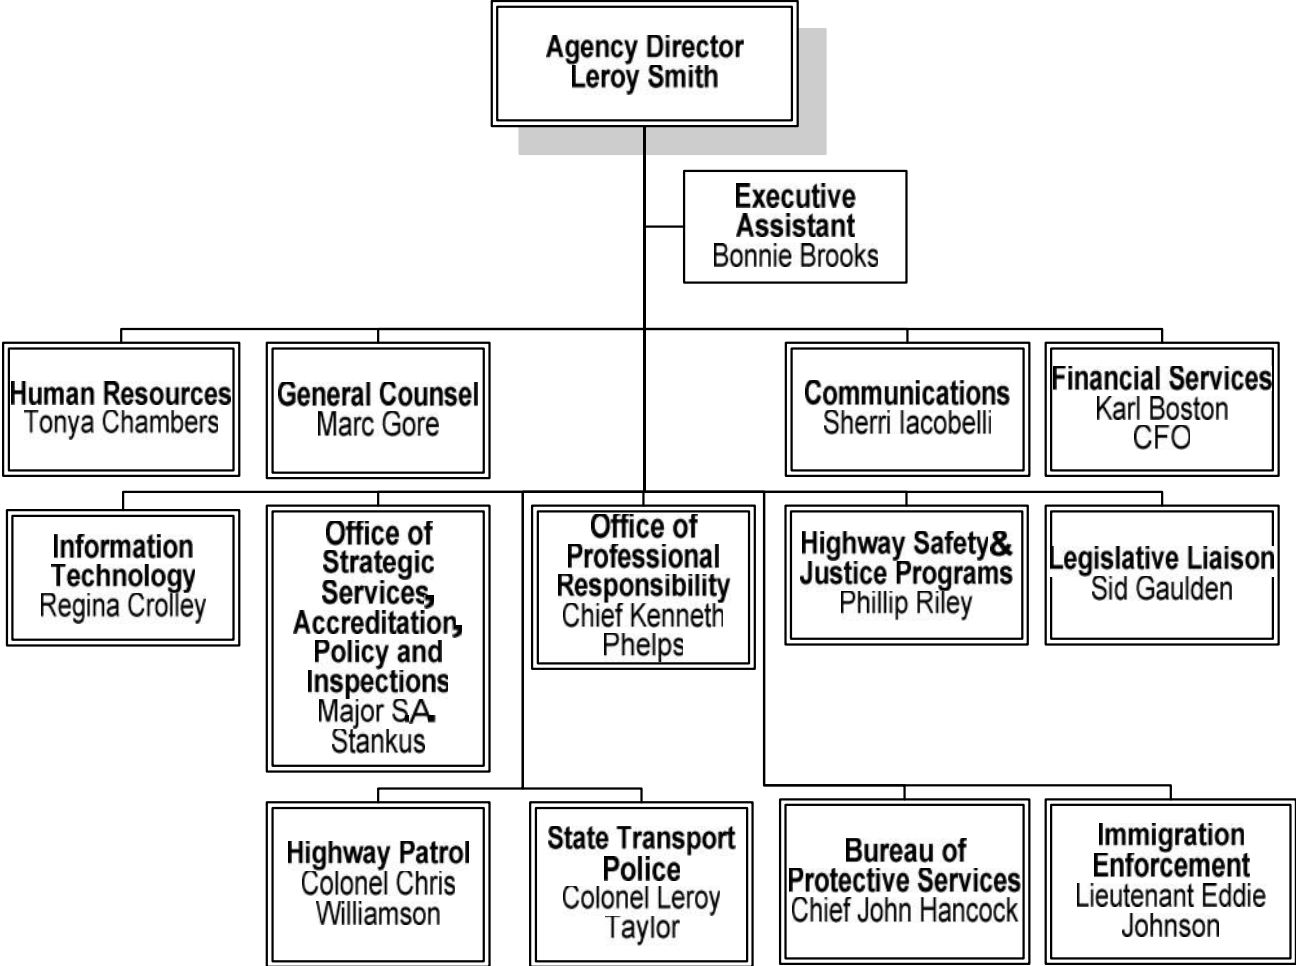 Agency Director
Leroy Smith
Executive
Assistant
Bonnie Brooks
Human Resources
Tonya Chambers
General Counsel
Marc Gore
Communications
Sherri Iacobelli
Financial Services
Karl Boston
CFO
Information
Technology
Regina Crolley
Office of
Strategic
Services,
Accreditation,
Policy and
Inspections
Major S.A.
Stankus
Office of
Professional
Responsibility
Chief Kenneth
Phelps
Highway Safety&
Justice Programs
Phillip Riley
Legislative Liaison
Sid Gaulden
Highway Patrol
Colonel Chris
Williamson
State Transport
Police
Colonel Leroy
Taylor
Bureau of
Protective Services
Chief John Hancock
Immigration
Enforcement
Lieutenant Eddie
Johnson